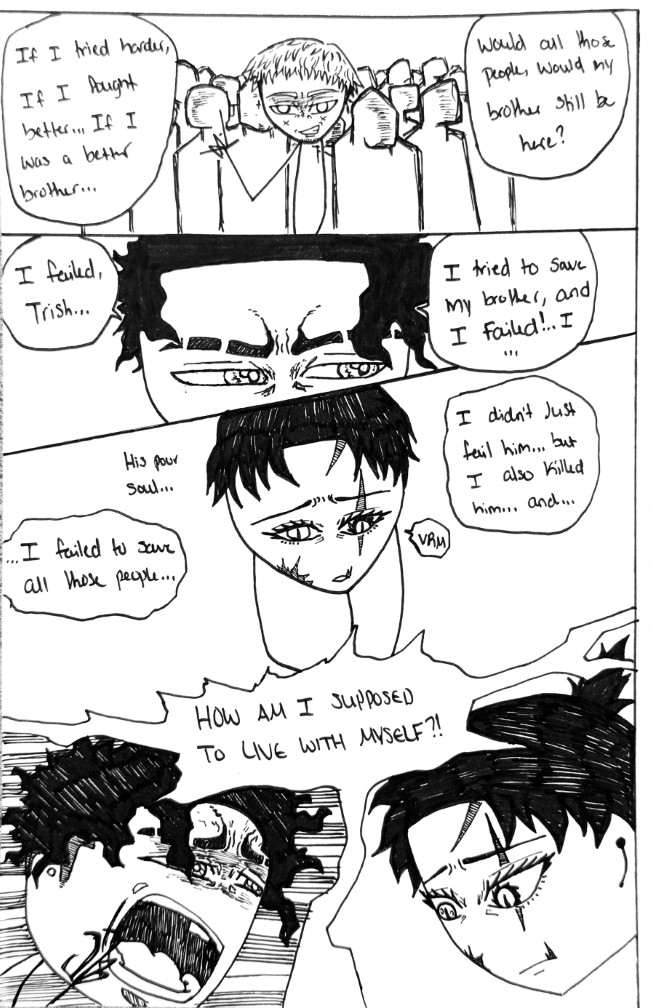 If I tried harder,
If I fought
better... If I
was a better
brother...
Would all those
people, would my
brother still be
here?
I failed,
Trish...
I tried to save
my brother, and
I failed!.. I
...
I didn't just
fail him... but
I also killed
him... and...
His pour
soul...
VRM
...I failed to save
all those people...
HOW AM I SUPPOSED
TO LIVE WITH MYSELF?!